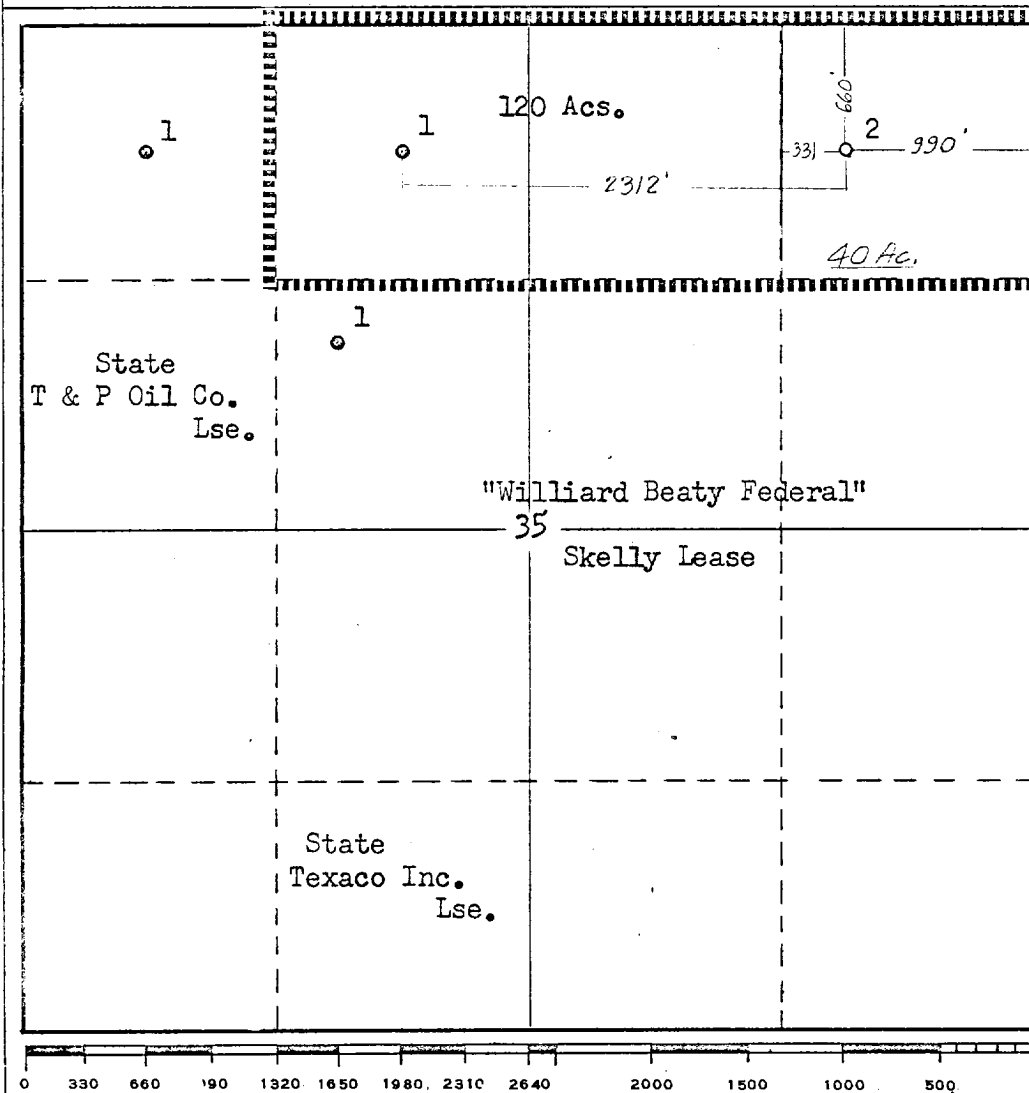 120 Acs.
1
1
660'
2
331
990'
2312'
40 Ac.
1
State
T & P Oil Co.
Lse.
"Williard Beaty Federal"
35
Skelly Lease
State
Texaco Inc.
Lse.
0 330 660 990 1320 1650 1980 2310 2640 2000 1500 1000 500